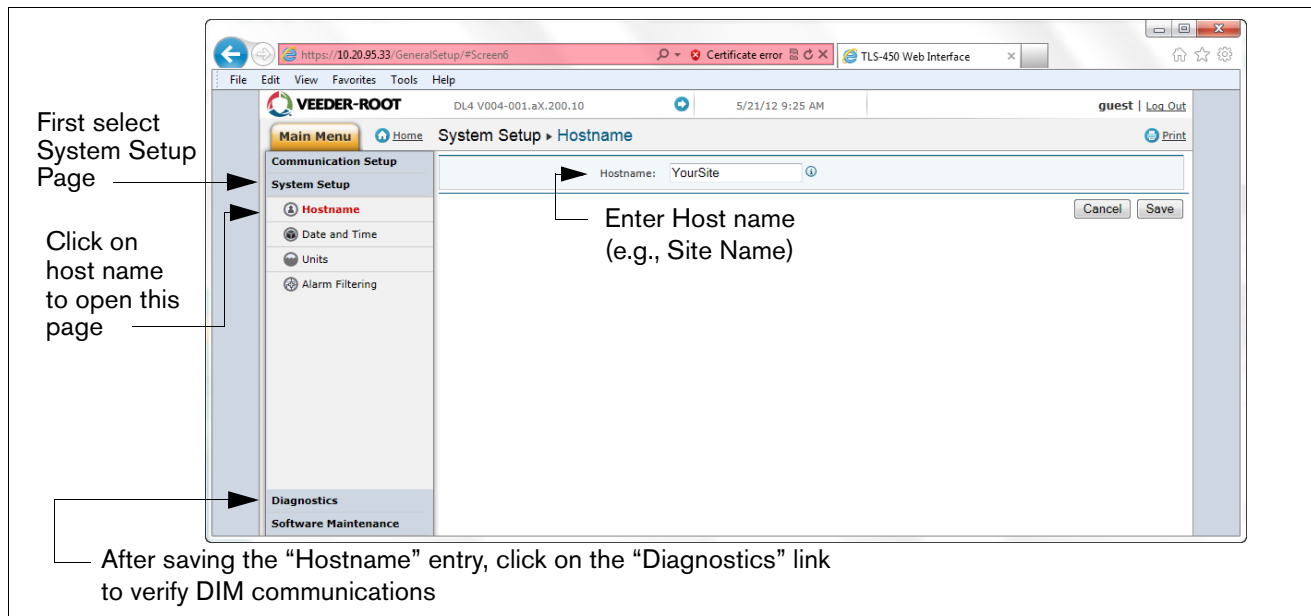 https://10.20.95.33/GeneralSetup/#Screen6
Certificate error
TLS-450 Web Interface
File Edit View Favorites Tools Help
VEEDER-ROOT
DL4 V004-001.aX.200.10
5/21/12 9:25 AM
guest | Log Out
Main Menu
Home
System Setup ▸ Hostname
Print
First select
System Setup
Page
Communication Setup
System Setup
Hostname
Date and Time
Units
Alarm Filtering
Hostname: YourSite
Cancel Save
Enter Host name
(e.g., Site Name)
Click on
host name
to open this
page
Diagnostics
Software Maintenance
After saving the “Hostname” entry, click on the “Diagnostics” link
to verify DIM communications